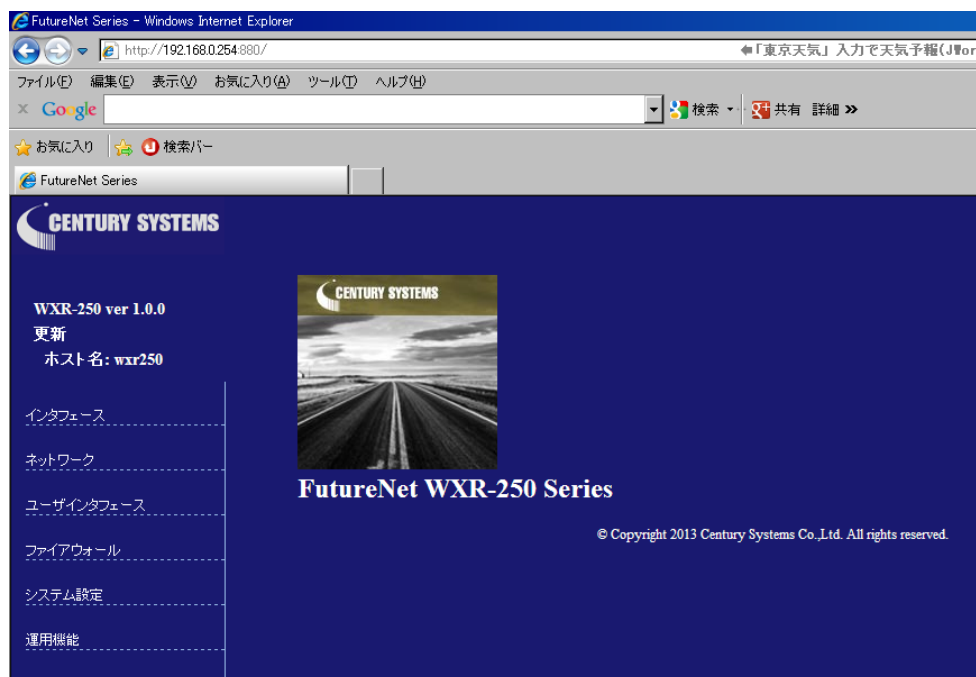 FutureNet Series - Windows Internet Explorer
http://192.168.0.254:880/
「東京天気」入力で天気予報(JWor
ファイル(F) 編集(E) 表示(V) お気に入り(A) ツール(T) ヘルプ(H)
× Google 検索 共有 詳細 »
お気に入り 検索バー
FutureNet Series
CENTURY SYSTEMS
CENTURY SYSTEMS
WXR-250 ver 1.0.0
更新
ホスト名: wxr250
インタフェース
ネットワーク
ユーザインタフェース
ファイアウォール
システム設定
運用機能
FutureNet WXR-250 Series
© Copyright 2013 Century Systems Co.,Ltd. All rights reserved.